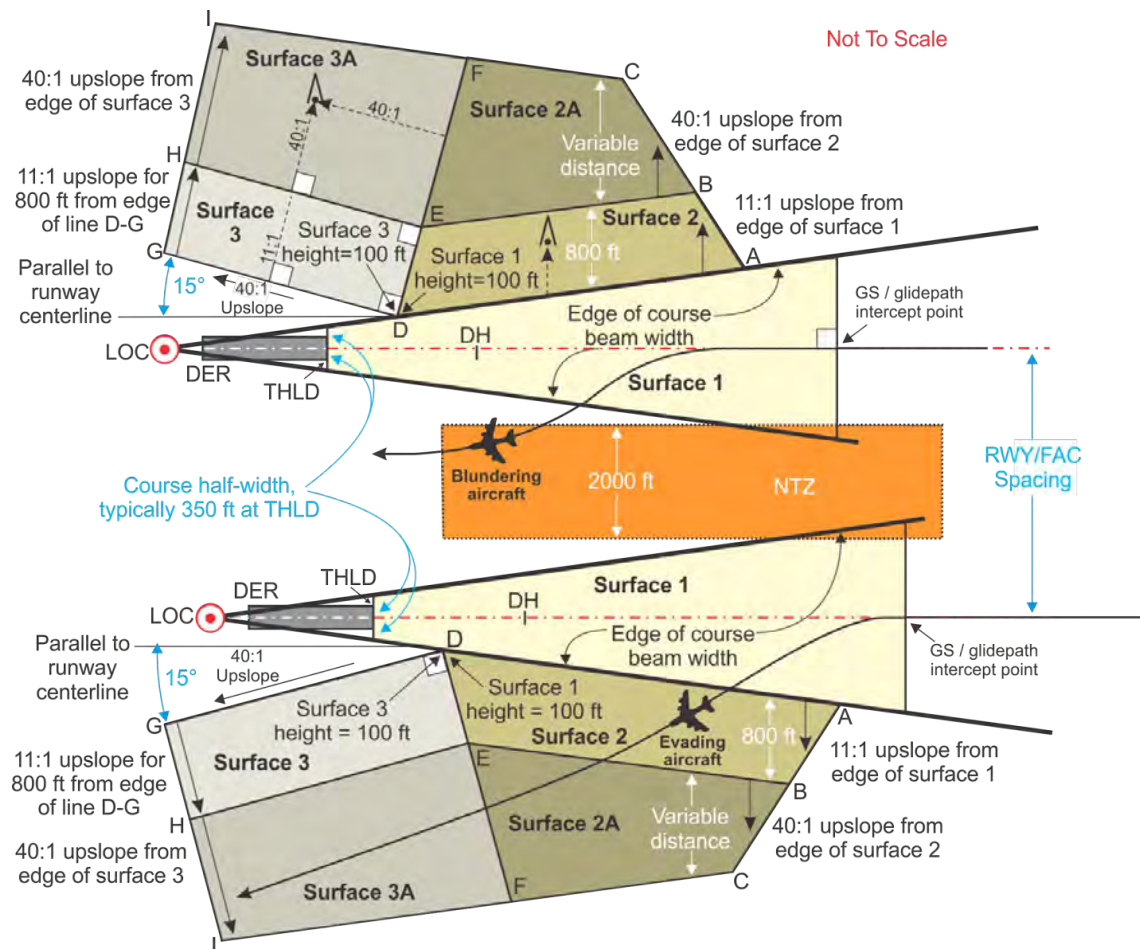 Not To Scale
I
Surface 3A
40:1 upslope from
edge of surface 3
F
C
Surface 2A
40:1
40:1
Variable
distance
40:1 upslope from
edge of surface 2
H
11:1 upslope for
800 ft from edge
of line D-G
B
E
Surface
3
Surface 2
11:1 upslope from
edge of surface 1
Surface 3
height=100 ft
11:1
800 ft
Surface 1
height=100 ft
G
A
Parallel to
runway
centerline
15°
40:1
Upslope
D
Edge of course
beam width
GS / glidepath
intercept point
LOC
DER
THLD
DH
Surface 1
Blundering
aircraft
2000 ft
NTZ
RWY/FAC
Spacing
Course half-width,
typically 350 ft at THLD
THLD
DER
LOC
Surface 1
DH
Edge of course
beam width
GS / glidepath
intercept point
Parallel to
runway
centerline
15°
40:1
Upslope
D
Surface 3
height = 100 ft
Surface 1
height = 100 ft
G
A
Surface 2
Evading
aircraft
800 ft
11:1 upslope from
edge of surface 1
11:1 upslope for
800 ft from edge
of line D-G
Surface 3
E
B
H
Surface 2A
Variable
distance
40:1 upslope from
edge of surface 2
40:1 upslope from
edge of surface 3
Surface 3A
F
C
I